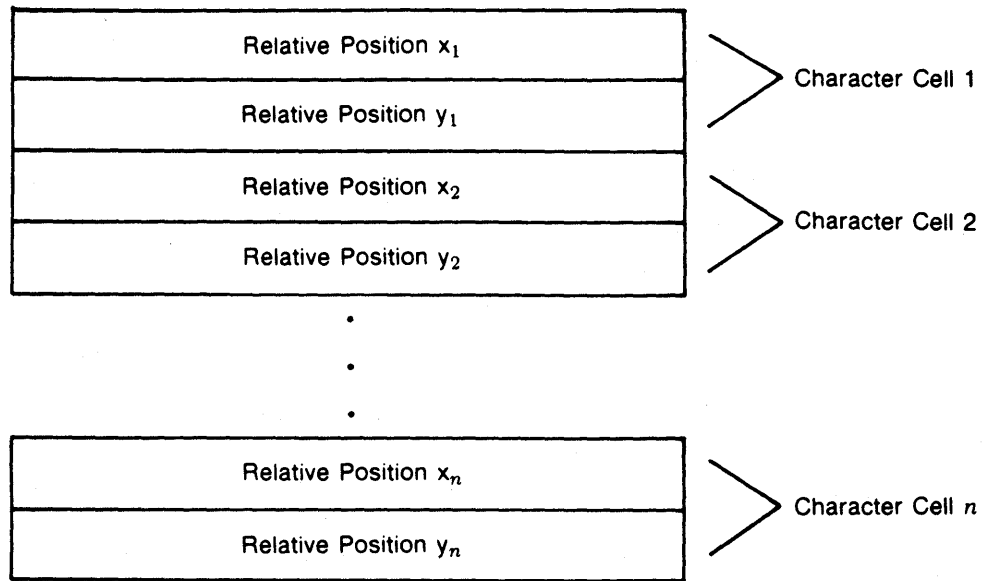 Relative Position x₁
Character Cell 1
Relative Position y₁
Relative Position x₂
Character Cell 2
Relative Position y₂
Relative Position xₙ
Character Cell n
Relative Position yₙ